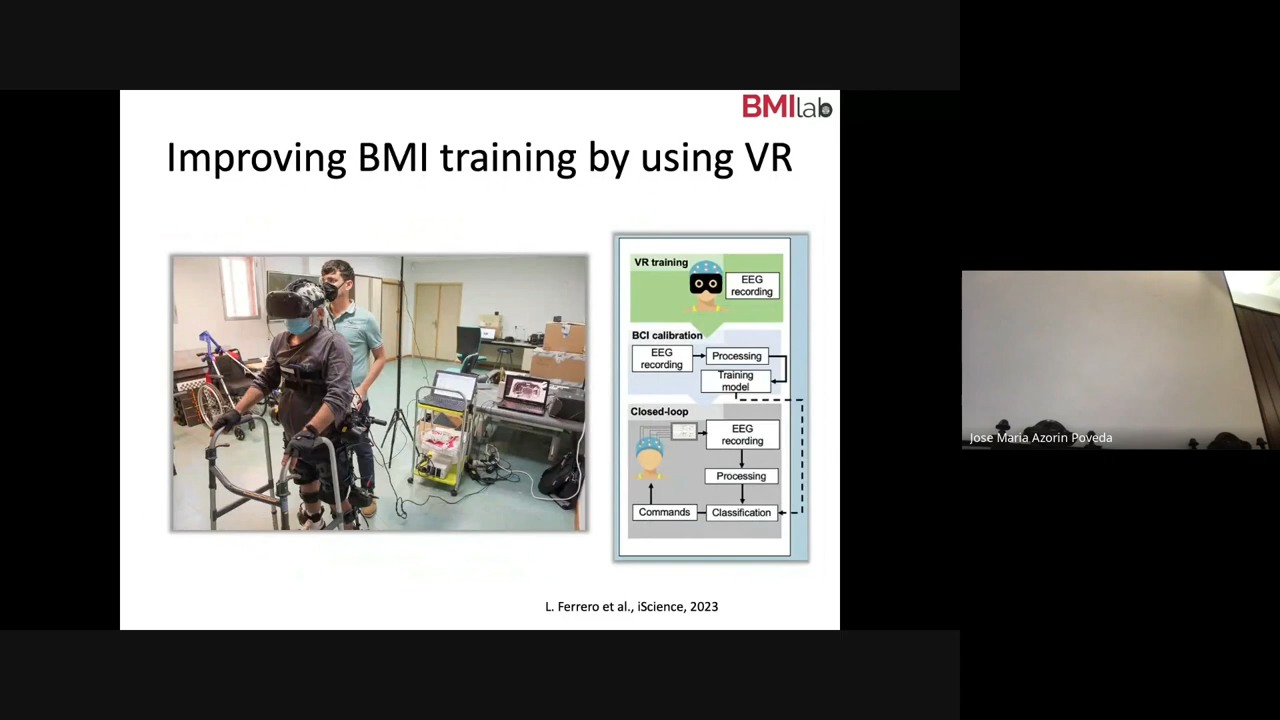 BMIlab
Improving BMI training by using VR
VR training
EEG
recording
BCI calibration
EEG
recording
Processing
Training
model
Closed-loop
EEG
recording
Processing
Commands
Classification
L. Ferrero et al., iScience, 2023
Jose Maria Azorin Poveda